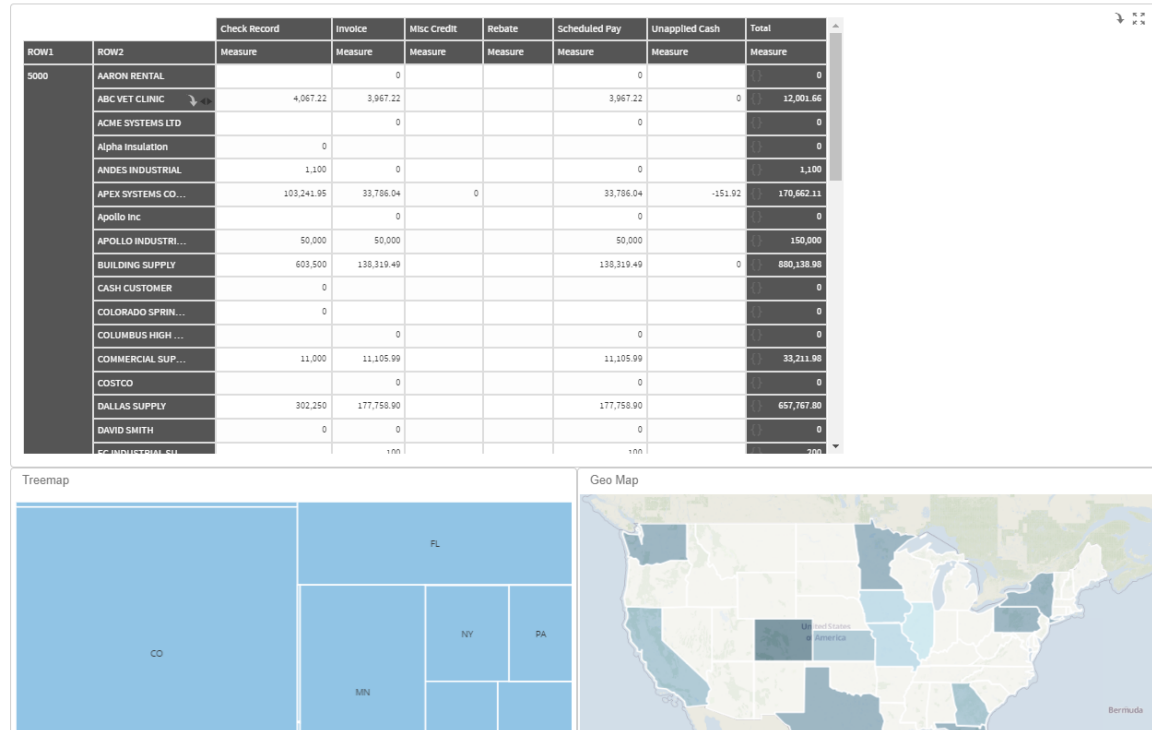 Check Record Invoice Misc Credit Rebate Scheduled Pay Unapplied Cash Total
ROW1 ROW2 Measure Measure Measure Measure Measure Measure Measure
5000 AARON RENTAL 0 0 {} 0
ABC VET CLINIC 4,067.22 3,967.22 3,967.22 0 {} 12,001.66
ACME SYSTEMS LTD 0 0 {} 0
Alpha Insulation 0 {} 0
ANDES INDUSTRIAL 1,100 0 0 {} 1,100
APEX SYSTEMS CO... 103,241.95 33,786.04 0 33,786.04 -151.92 {} 170,662.11
Apollo Inc 0 0 {} 0
APOLLO INDUSTRI... 50,000 50,000 50,000 {} 150,000
BUILDING SUPPLY 603,500 138,319.49 138,319.49 0 {} 880,138.98
CASH CUSTOMER 0 {} 0
COLORADO SPRIN... 0 {} 0
COLUMBUS HIGH ... 0 0 {} 0
COMMERCIAL SUP... 11,000 11,105.99 11,105.99 {} 33,211.98
COSTCO 0 0 {} 0
DALLAS SUPPLY 302,250 177,758.90 177,758.90 {} 657,767.80
DAVID SMITH 0 0 0 {} 0
EC INDUSTRIAL SU... 100 100 200
Treemap
Geo Map
FL
CO
NY
PA
MN
United States
of America
Bermuda